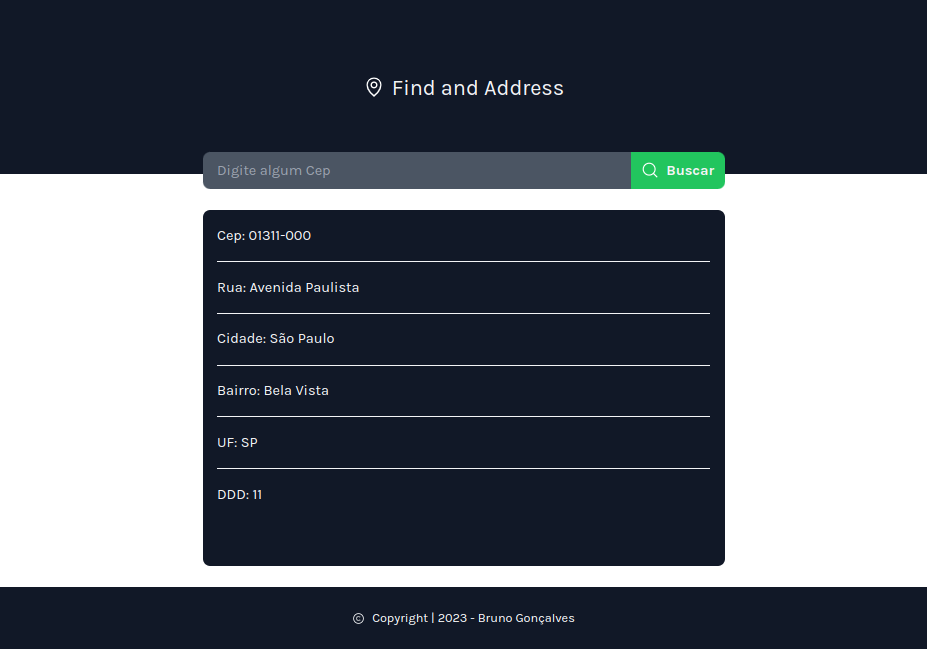 Find and Address
Digite algum Cep
Buscar
Cep: 01311-000
Rua: Avenida Paulista
Cidade: São Paulo
Bairro: Bela Vista
UF: SP
DDD: 11
© Copyright | 2023 - Bruno Gonçalves